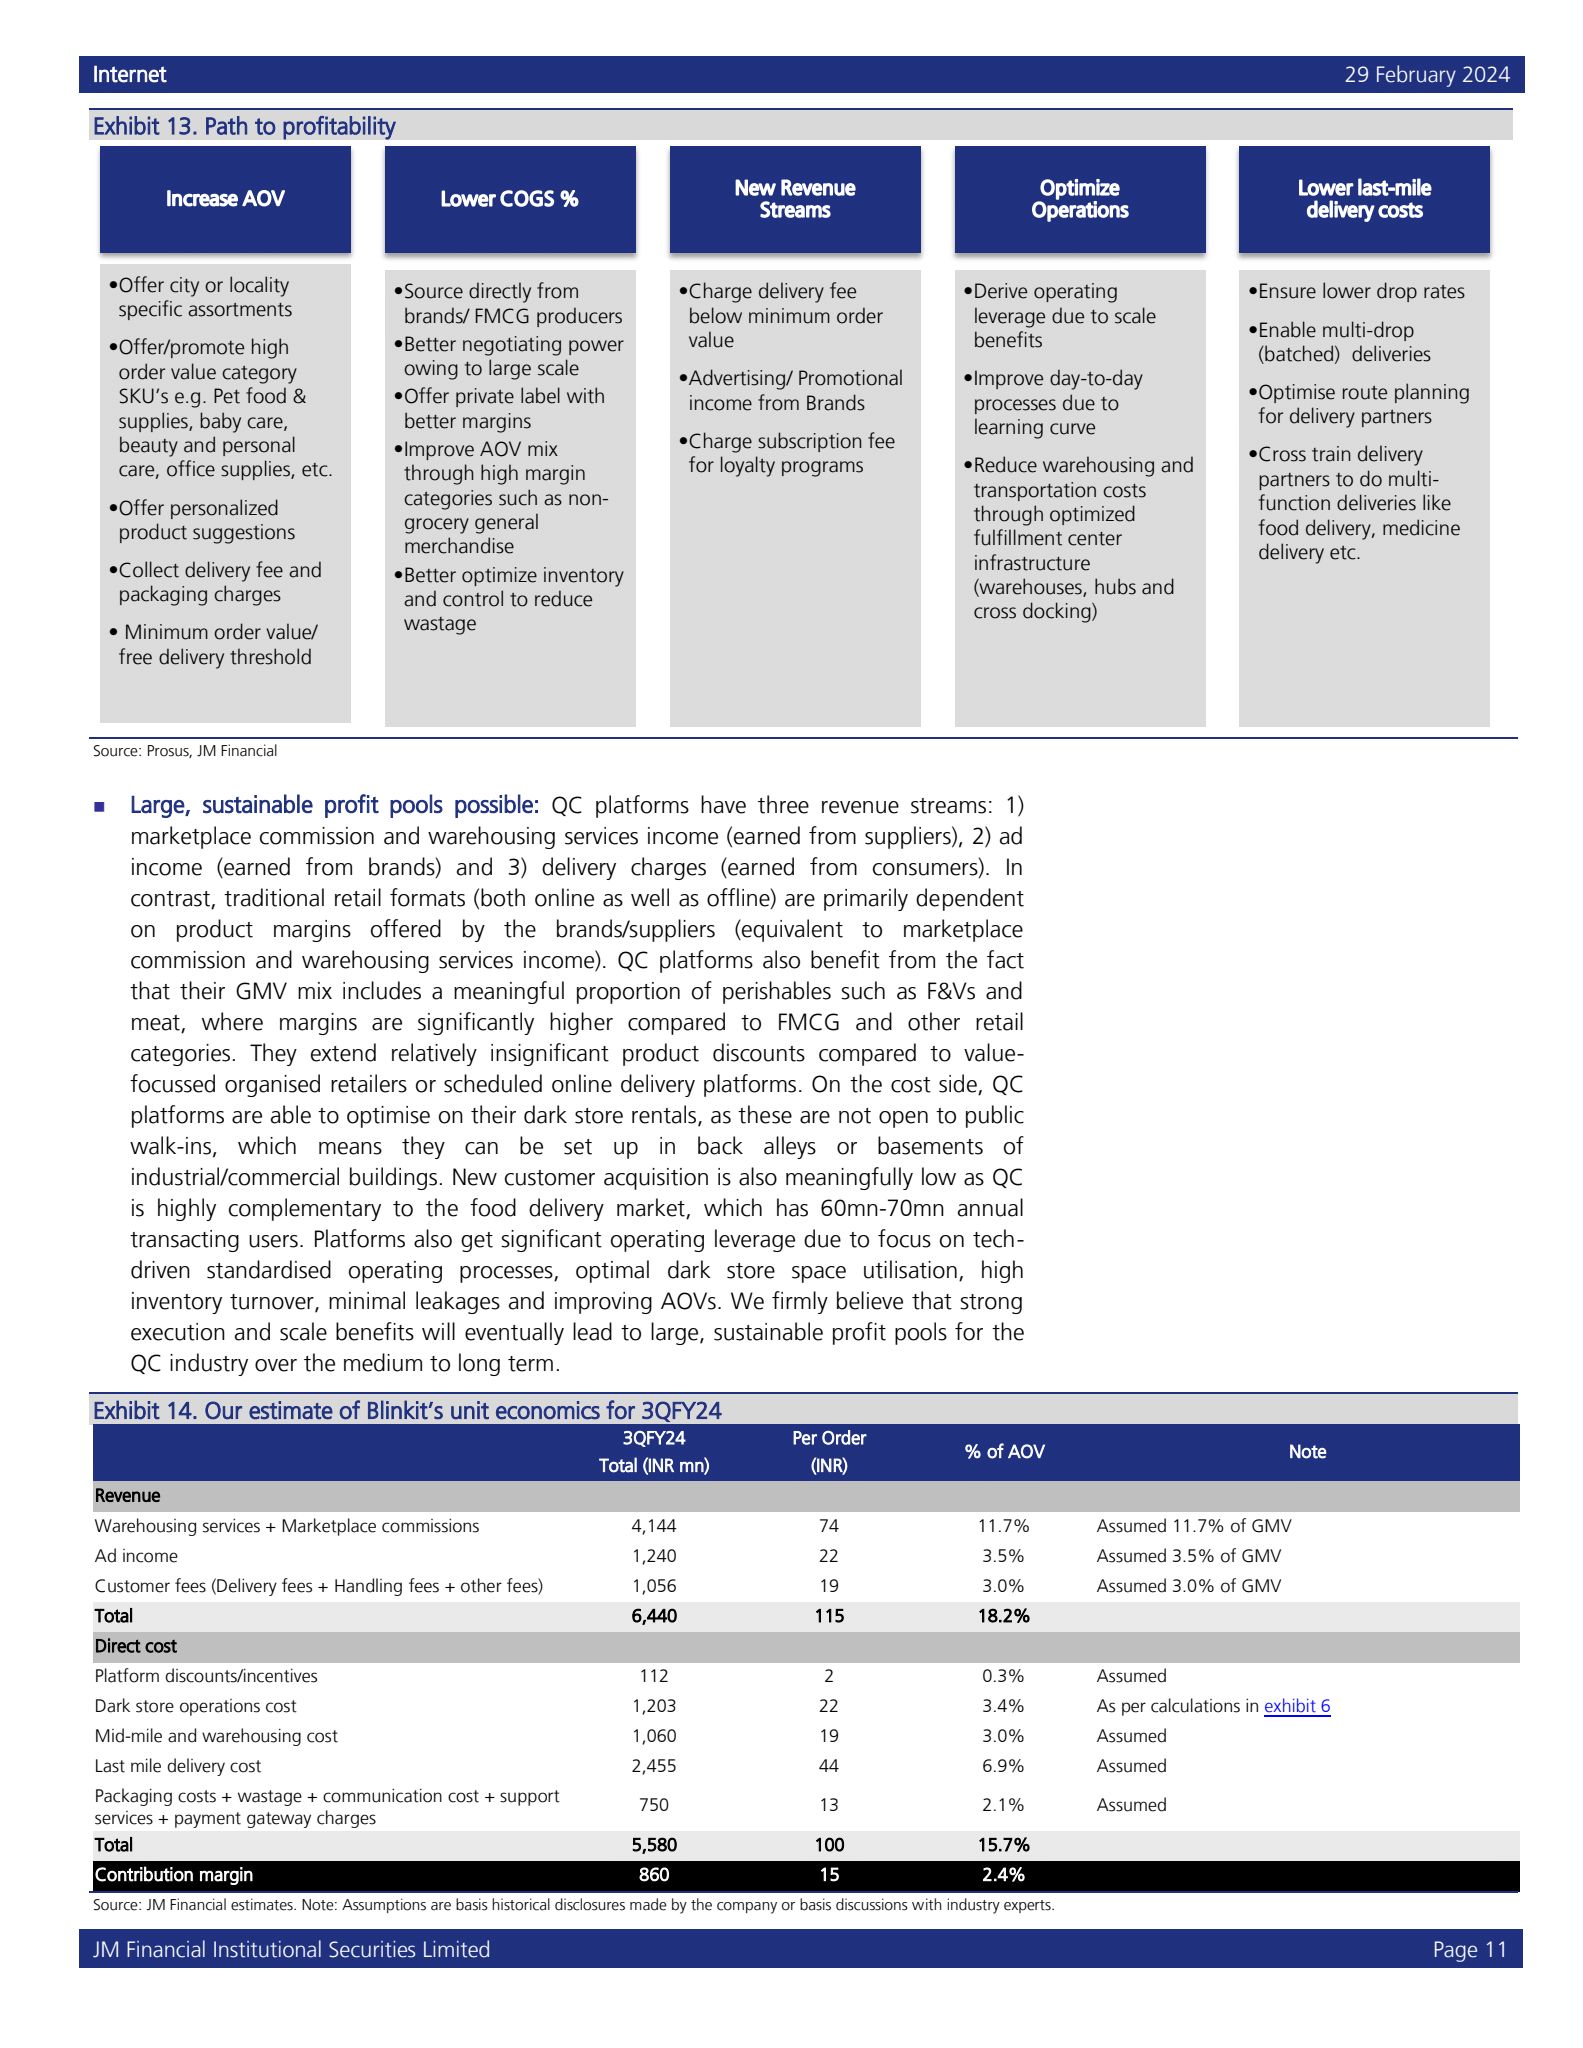 Internet 29 February 2024
Exhibit 13. Path to profitability
Increase AOV
•Offer city or locality
specific assortments
•Offer/promote high
order value category
SKU's e.g. Pet food &
supplies, baby care,
beauty and personal
care, office supplies, etc.
•Offer personalized
product suggestions
•Collect delivery fee and
packaging charges
• Minimum order value/
free delivery threshold
Lower COGS %
•Source directly from
brands/ FMCG producers
•Better negotiating power
owing to large scale
•Offer private label with
better margins
•Improve AOV mix
through high margin
categories such as non-
grocery general
merchandise
•Better optimize inventory
and control to reduce
wastage
New Revenue
Streams
•Charge delivery fee
below minimum order
value
•Advertising/ Promotional
income from Brands
•Charge subscription fee
for loyalty programs
Optimize
Operations
•Derive operating
leverage due to scale
benefits
•Improve day-to-day
processes due to
learning curve
•Reduce warehousing and
transportation costs
through optimized
fulfillment center
infrastructure
(warehouses, hubs and
cross docking)
Lower last-mile
delivery costs
•Ensure lower drop rates
•Enable multi-drop
(batched) deliveries
•Optimise route planning
for delivery partners
•Cross train delivery
partners to do multi-
function deliveries like
food delivery, medicine
delivery etc.
Source: Prosus, JM Financial
■ Large, sustainable profit pools possible: QC platforms have three revenue streams: 1)
marketplace commission and warehousing services income (earned from suppliers), 2) ad
income (earned from brands) and 3) delivery charges (earned from consumers). In
contrast, traditional retail formats (both online as well as offline) are primarily dependent
on product margins offered by the brands/suppliers (equivalent to marketplace
commission and warehousing services income). QC platforms also benefit from the fact
that their GMV mix includes a meaningful proportion of perishables such as F&Vs and
meat, where margins are significantly higher compared to FMCG and other retail
categories. They extend relatively insignificant product discounts compared to value-
focussed organised retailers or scheduled online delivery platforms. On the cost side, QC
platforms are able to optimise on their dark store rentals, as these are not open to public
walk-ins, which means they can be set up in back alleys or basements of
industrial/commercial buildings. New customer acquisition is also meaningfully low as QC
is highly complementary to the food delivery market, which has 60mn-70mn annual
transacting users. Platforms also get significant operating leverage due to focus on tech-
driven standardised operating processes, optimal dark store space utilisation, high
inventory turnover, minimal leakages and improving AOVs. We firmly believe that strong
execution and scale benefits will eventually lead to large, sustainable profit pools for the
QC industry over the medium to long term.
Exhibit 14. Our estimate of Blinkit's unit economics for 3QFY24
3QFY24 Per Order % of AOV Note
Total (INR mn) (INR)
Revenue
Warehousing services + Marketplace commissions 4,144 74 11.7% Assumed 11.7% of GMV
Ad income 1,240 22 3.5% Assumed 3.5% of GMV
Customer fees (Delivery fees + Handling fees + other fees) 1,056 19 3.0% Assumed 3.0% of GMV
Total 6,440 115 18.2%
Direct cost
Platform discounts/incentives 112 2 0.3% Assumed
Dark store operations cost 1,203 22 3.4% As per calculations in exhibit 6
Mid-mile and warehousing cost 1,060 19 3.0% Assumed
Last mile delivery cost 2,455 44 6.9% Assumed
Packaging costs + wastage + communication cost + support
services + payment gateway charges 750 13 2.1% Assumed
Total 5,580 100 15.7%
Contribution margin 860 15 2.4%
Source: JM Financial estimates. Note: Assumptions are basis historical disclosures made by the company or basis discussions with industry experts.
JM Financial Institutional Securities Limited Page 11